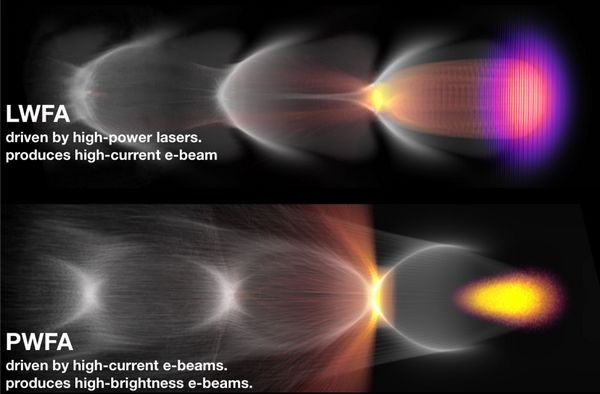 LWFA
driven by high-power lasers.
produces high-current e-beam
PWFA
driven by high-current e-beams.
produces high-brightness e-beams.